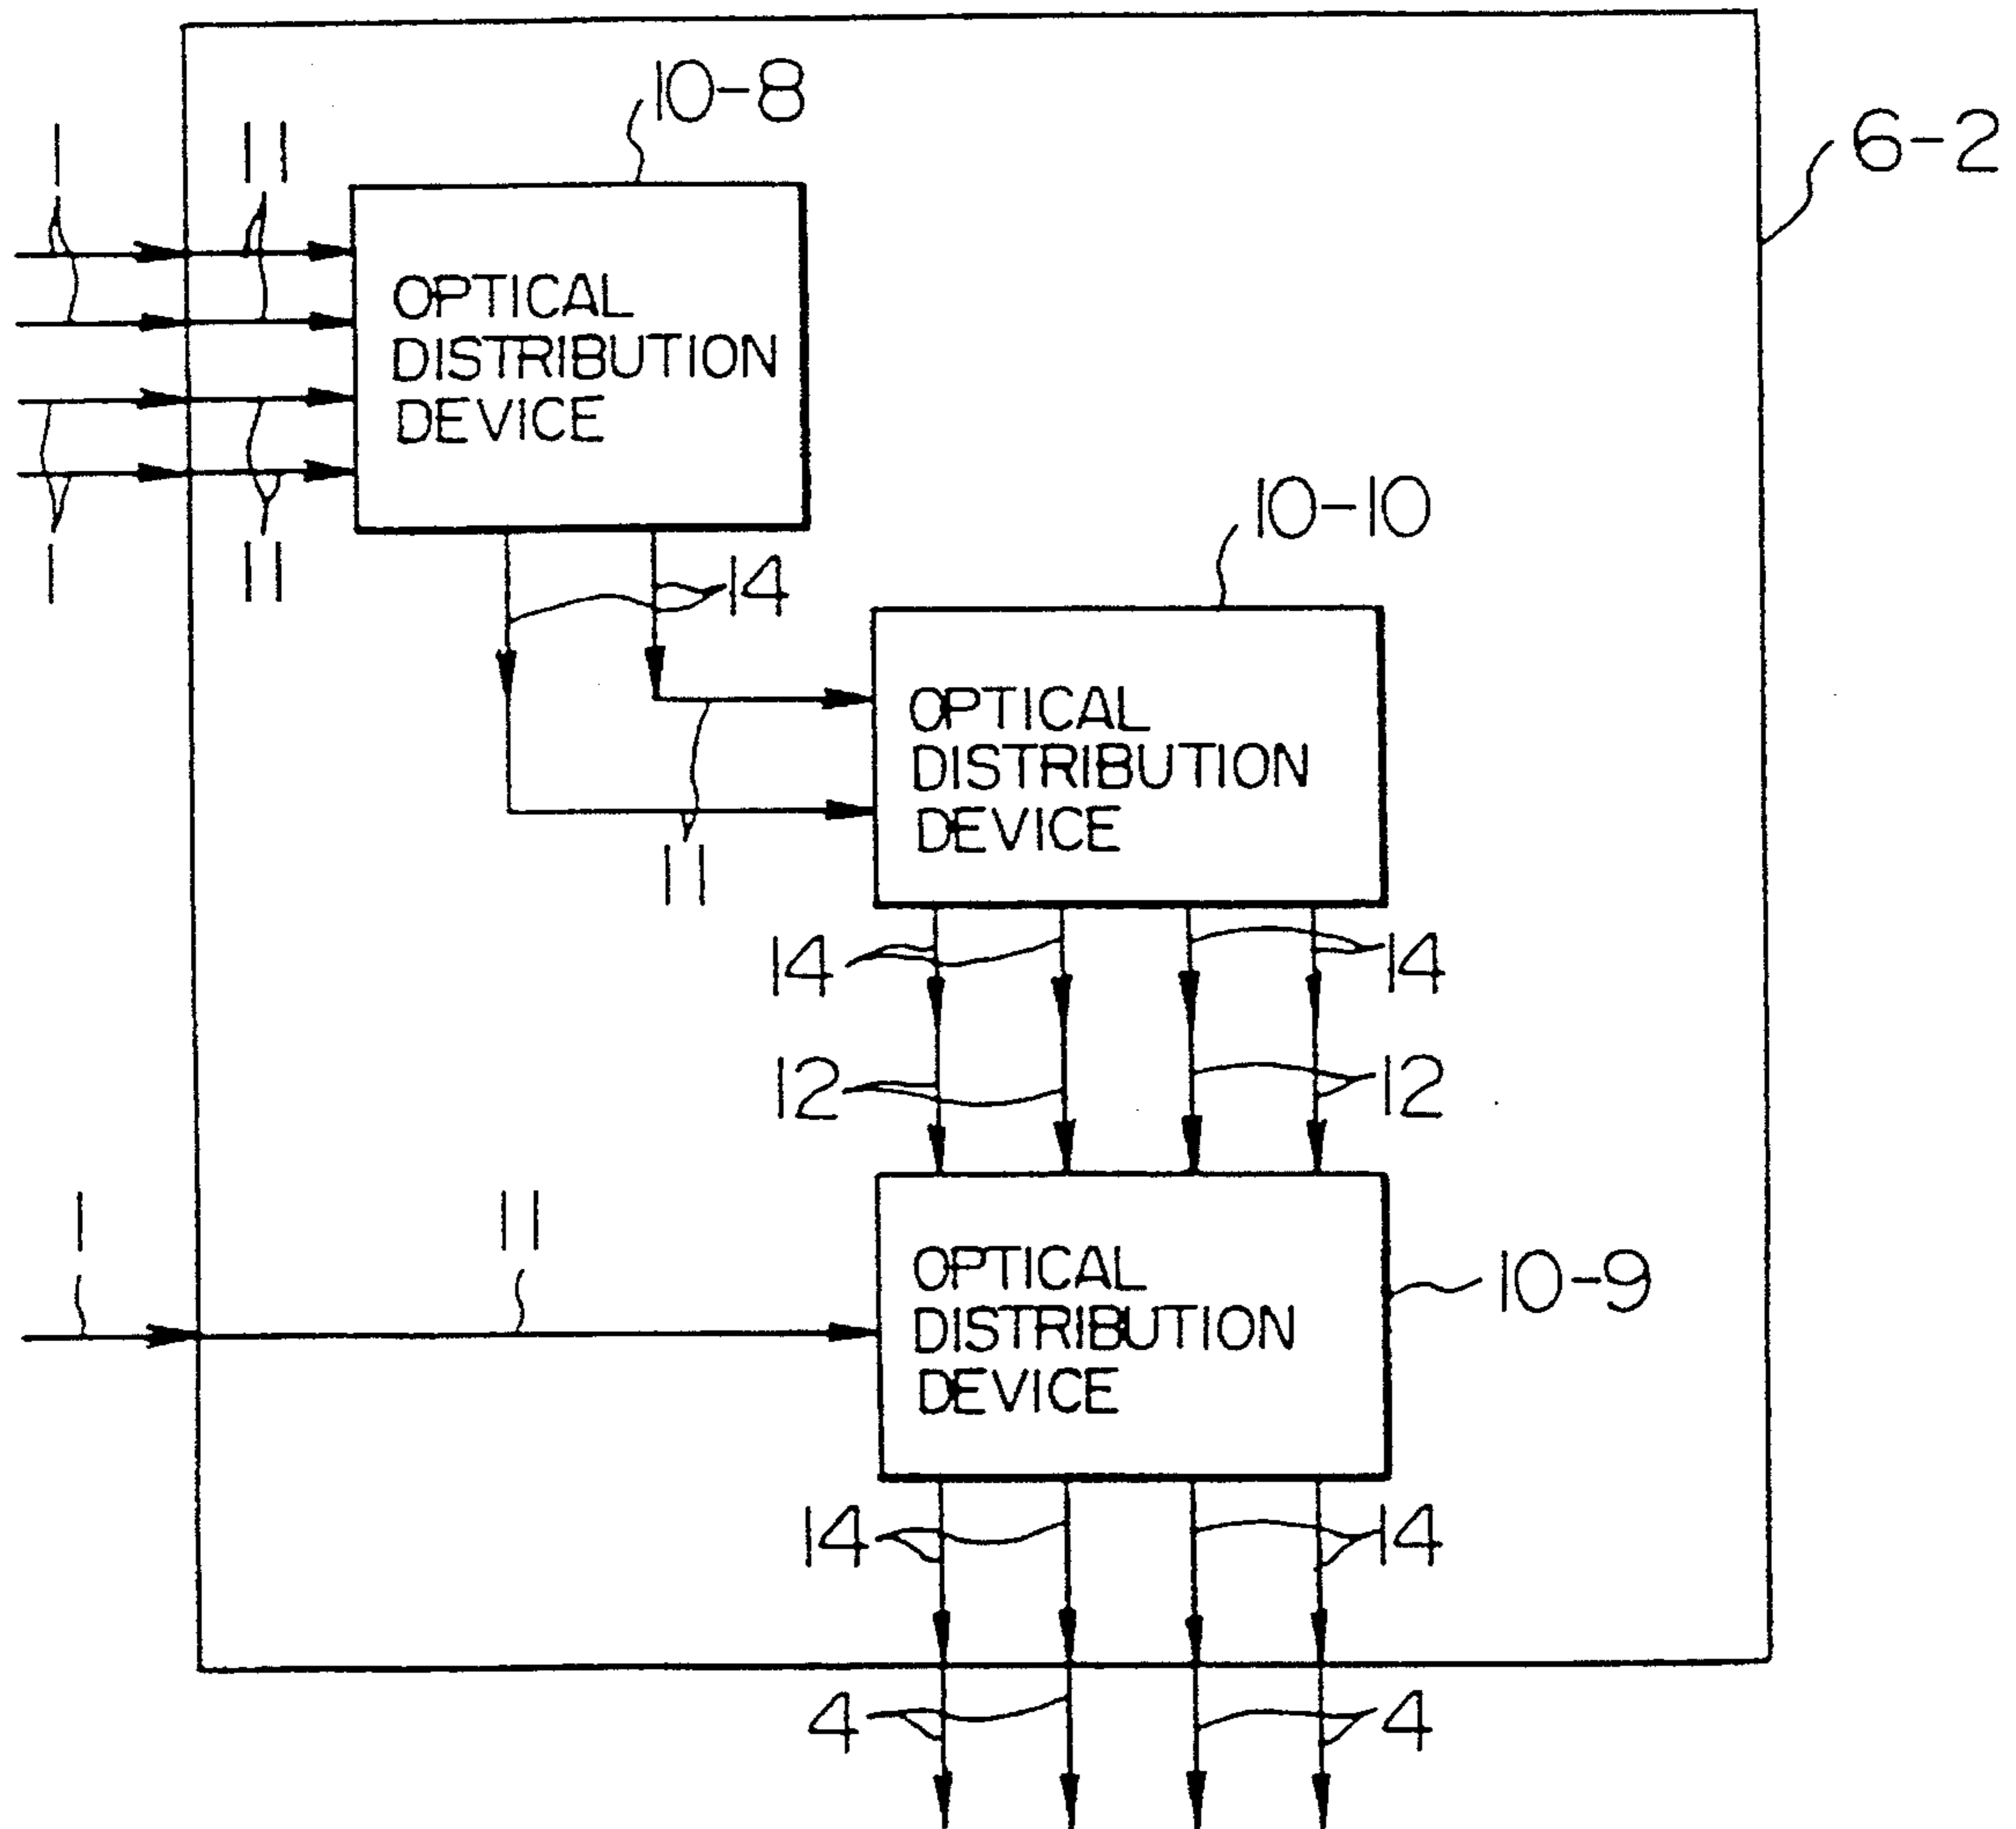 10-8
6-2
1
11
OPTICAL
DISTRIBUTION
DEVICE
1
11
14
10-10
OPTICAL
DISTRIBUTION
DEVICE
11
14
14
12
12
1
11
OPTICAL
DISTRIBUTION
DEVICE
10-9
14
14
4
4